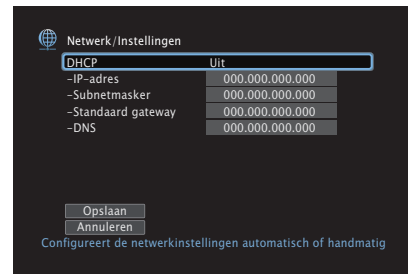 Netwerk/Instellingen
DHCP Uit
–IP-adres 000.000.000.000
–Subnetmasker 000.000.000.000
–Standaard gateway 000.000.000.000
–DNS 000.000.000.000
Opslaan
Annuleren
Configureert de netwerkinstellingen automatisch of handmatig